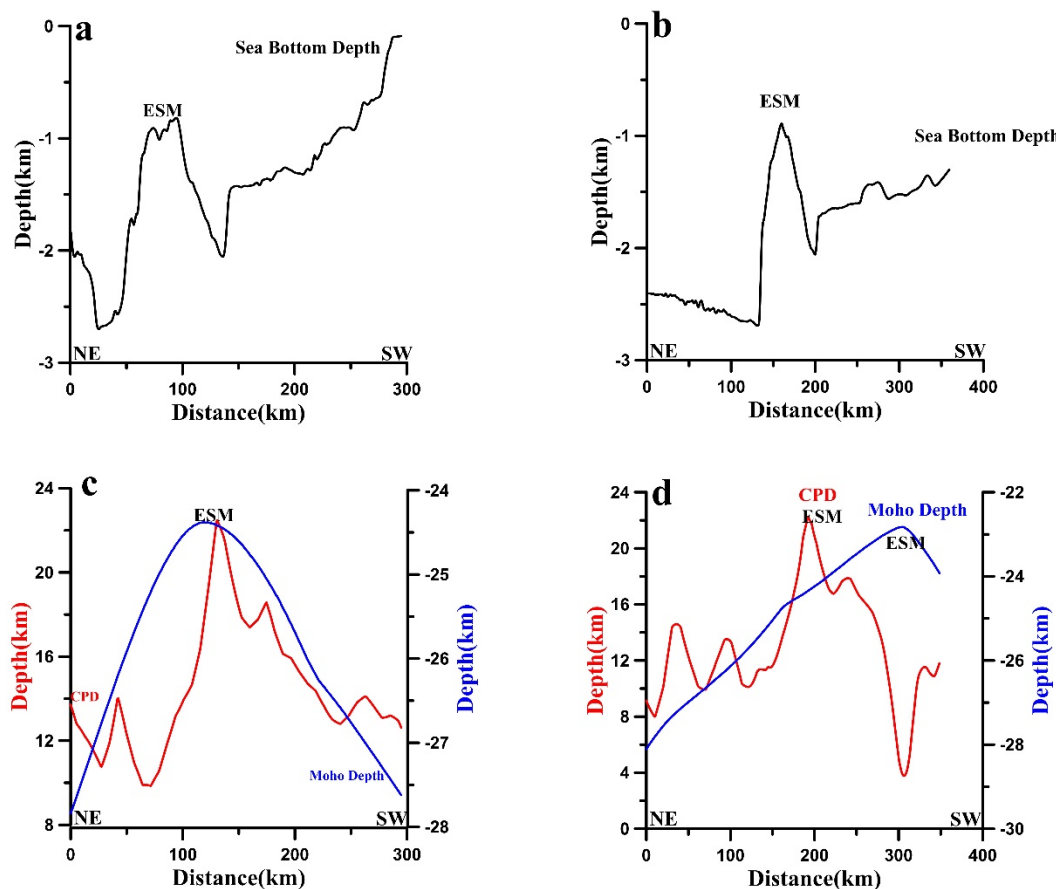 a
0
Sea Bottom Depth
ESM
-1
Depth(km)
-2
-3
NE
SW
0
100
200
300
Distance(km)
b
0
ESM
-1
Sea Bottom Depth
Depth(km)
-2
-3
NE
SW
0
100
200
300
400
Distance(km)
c
24
-24
ESM
20
-25
Depth(km)
16
-26
Depth(km)
CPD
12
-27
Moho Depth
8
-28
NE
SW
0
100
200
300
Distance(km)
d
24
-22
CPD
ESM
Moho Depth
ESM
20
-24
16
Depth(km)
12
-26
Depth(km)
8
-28
4
0
-30
NE
SW
0
100
200
300
400
Distance(km)